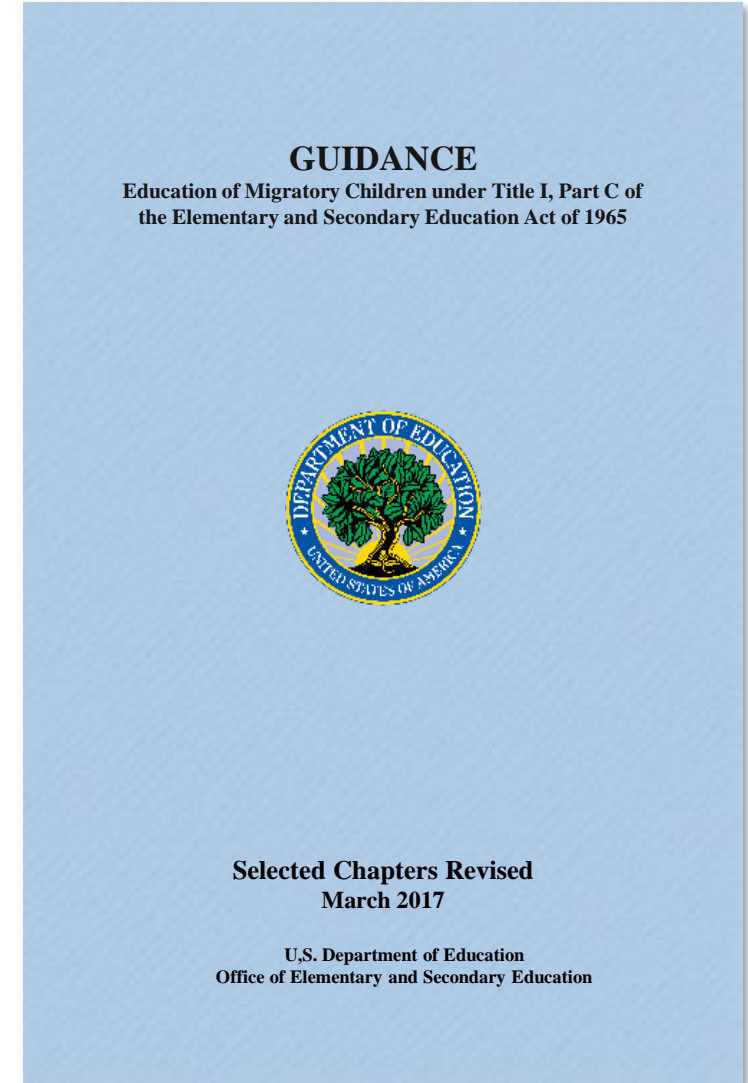 GUIDANCE
Education of Migratory Children under Title I, Part C of
the Elementary and Secondary Education Act of 1965
DEPARTMENT OF EDUCATION
UNITED STATES OF AMERICA
Selected Chapters Revised
March 2017
U,S. Department of Education
Office of Elementary and Secondary Education